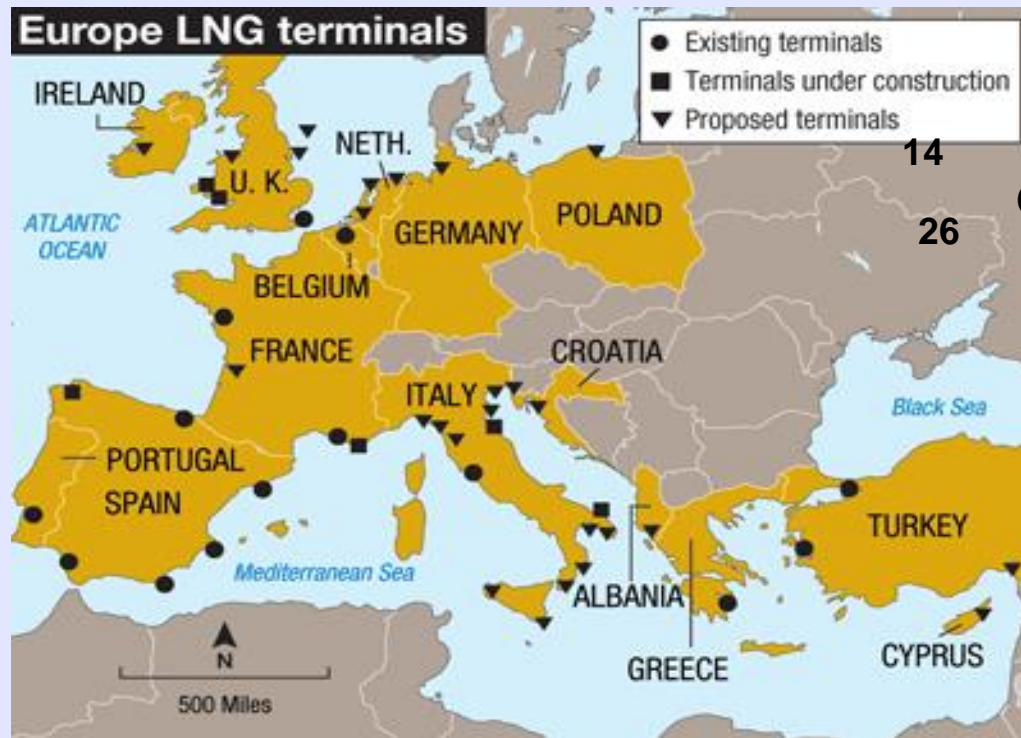 Europe LNG terminals
Existing terminals
Terminals under construction
Proposed terminals
14
26
IRELAND
NETH.
U. K.
ATLANTIC
OCEAN
GERMANY
POLAND
BELGIUM
FRANCE
CROATIA
ITALY
Black Sea
PORTUGAL
SPAIN
TURKEY
Mediterranean Sea
ALBANIA
CYPRUS
GREECE
N
500 Miles